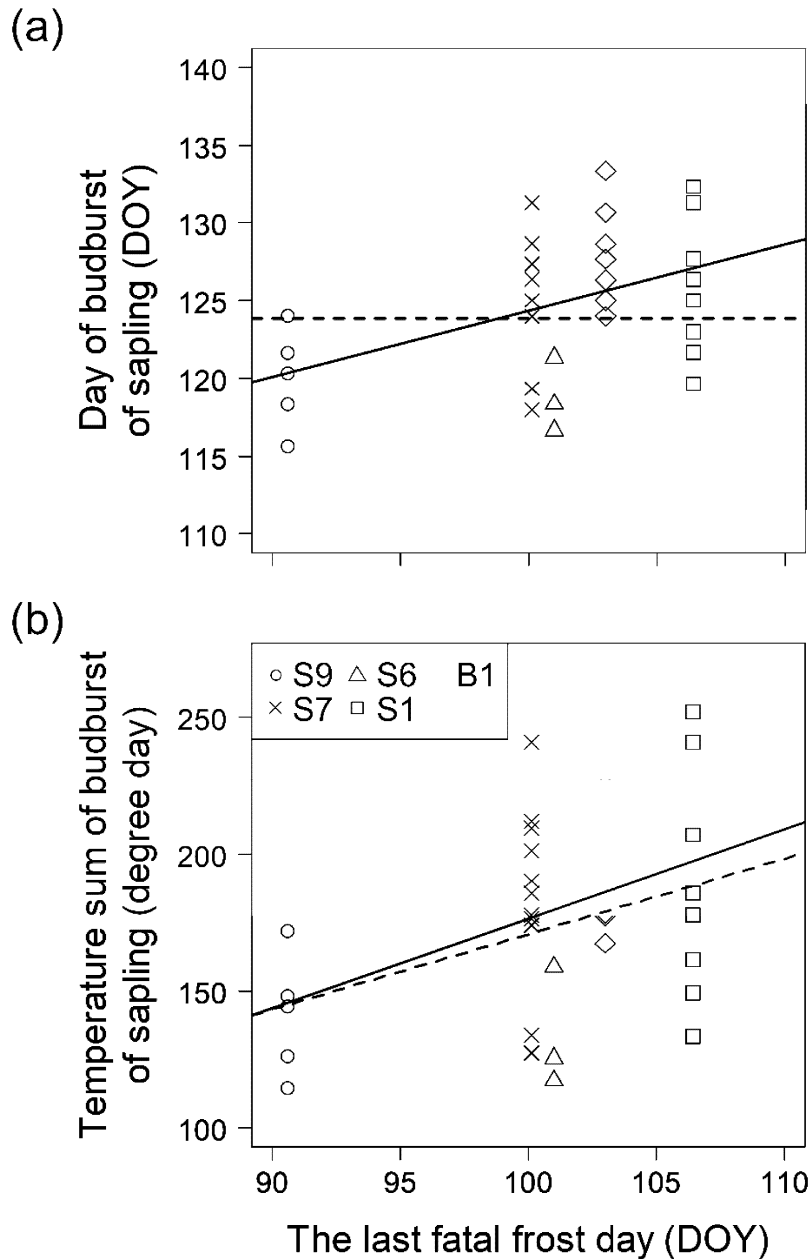 (a)
Day of budburst
of sapling (DOY)
140
135
130
125
120
115
110
(b)
Temperature sum of budburst
of sapling (degree day)
S9 S6 B1
S7 S1
250
200
150
100
90 95 100 105 110
The last fatal frost day (DOY)